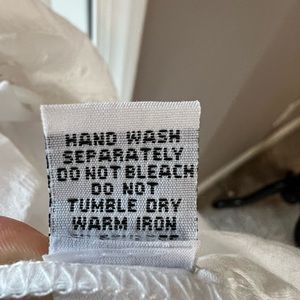 HAND WASH
SEPARATELY
DO NOT BLEACH
DO NOT
TUMBLE DRY
WARM IRON